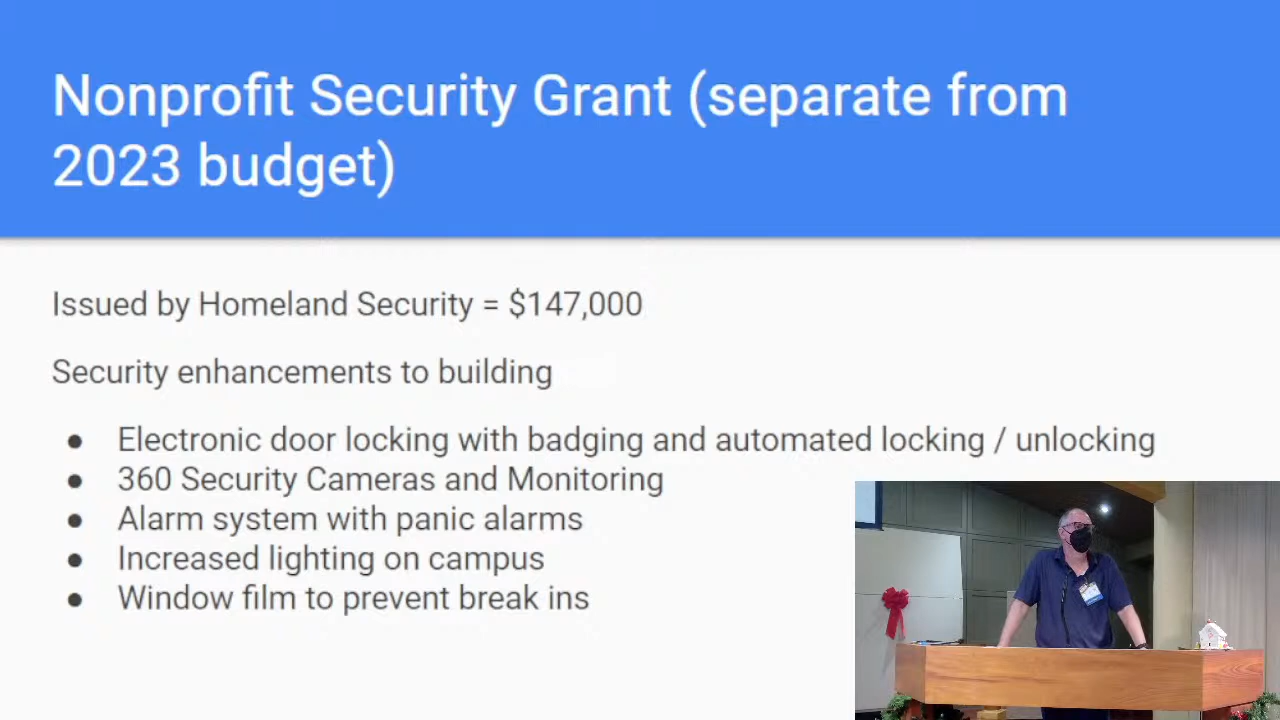 Nonprofit Security Grant (separate from
2023 budget)
Issued by Homeland Security = $147,000
Security enhancements to building
● Electronic door locking with badging and automated locking / unlocking
● 360 Security Cameras and Monitoring
● Alarm system with panic alarms
● Increased lighting on campus
● Window film to prevent break ins